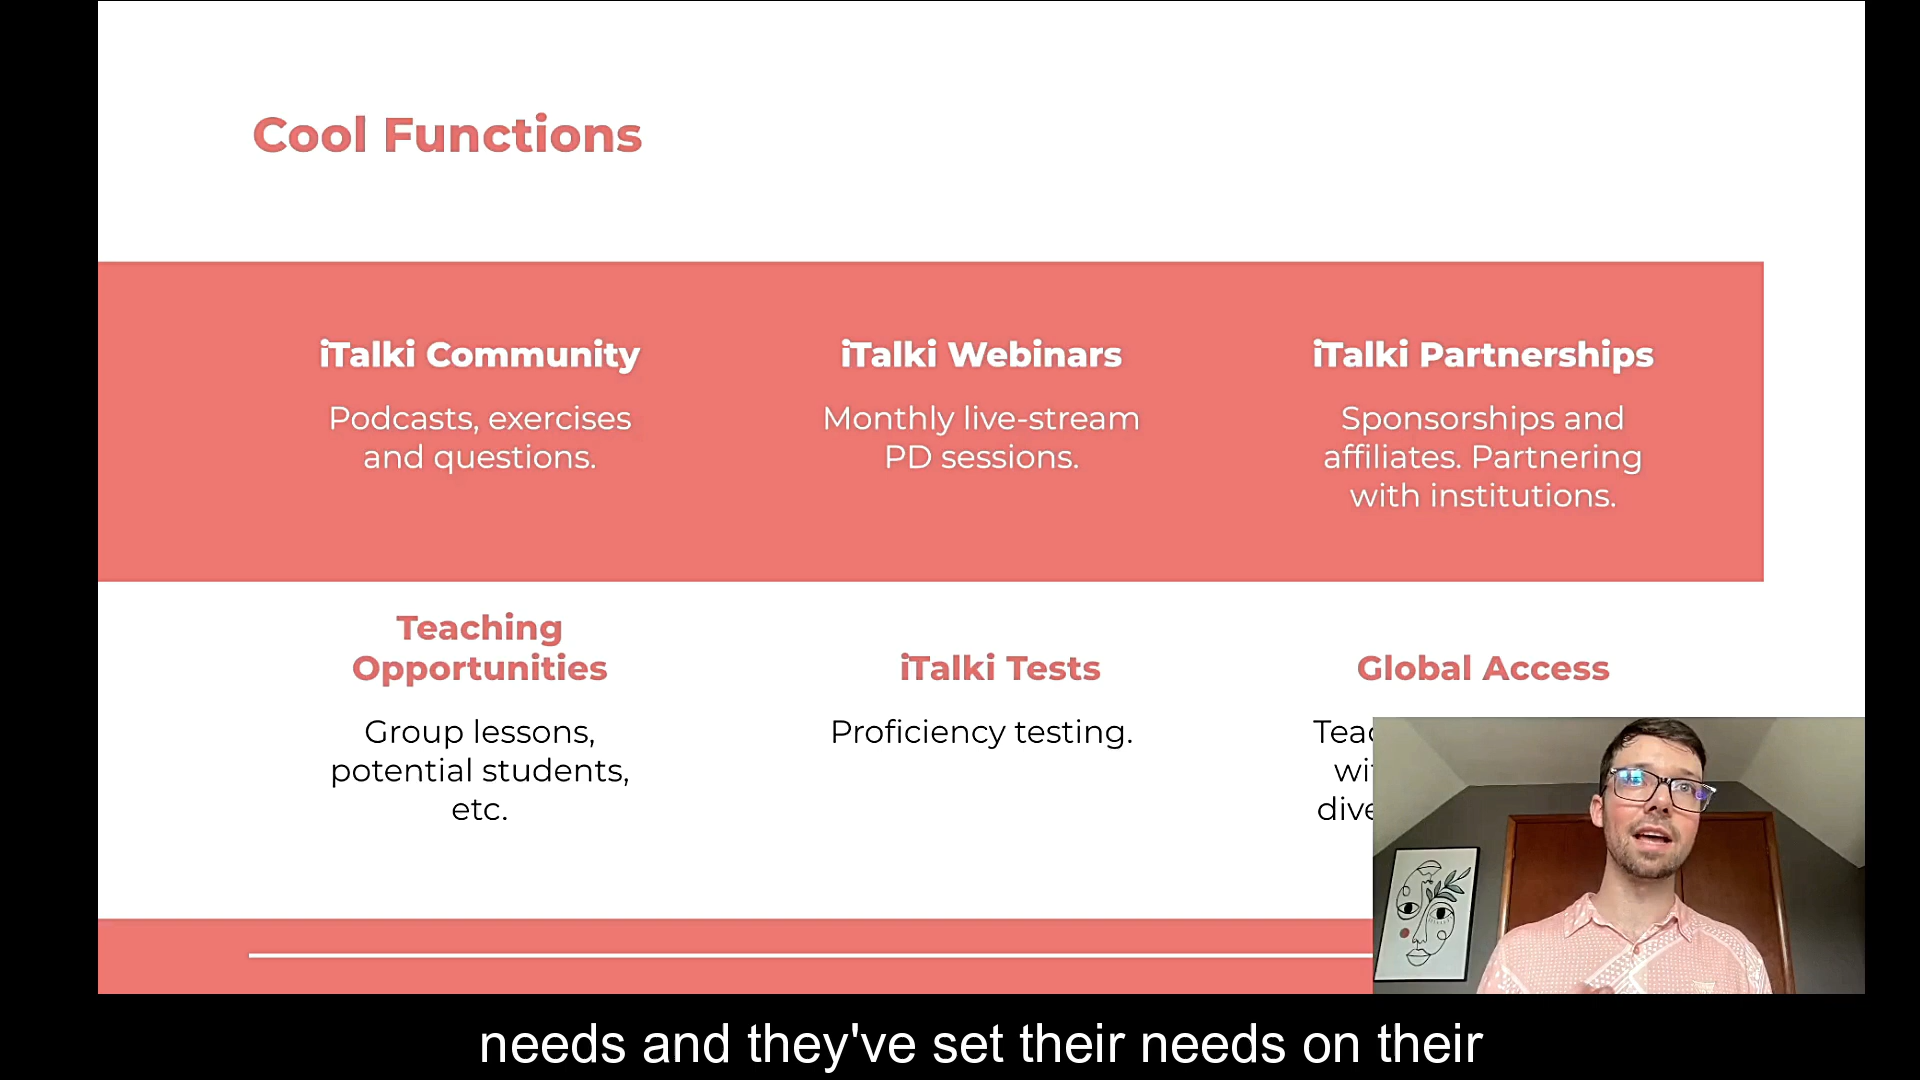 Cool Functions
iTalki Community
Podcasts, exercises
and questions.
iTalki Webinars
Monthly live-stream
PD sessions.
iTalki Partnerships
Sponsorships and
affiliates. Partnering
with institutions.
Teaching
Opportunities
Group lessons,
potential students,
etc.
iTalki Tests
Proficiency testing.
Global Access
needs and they've set their needs on their